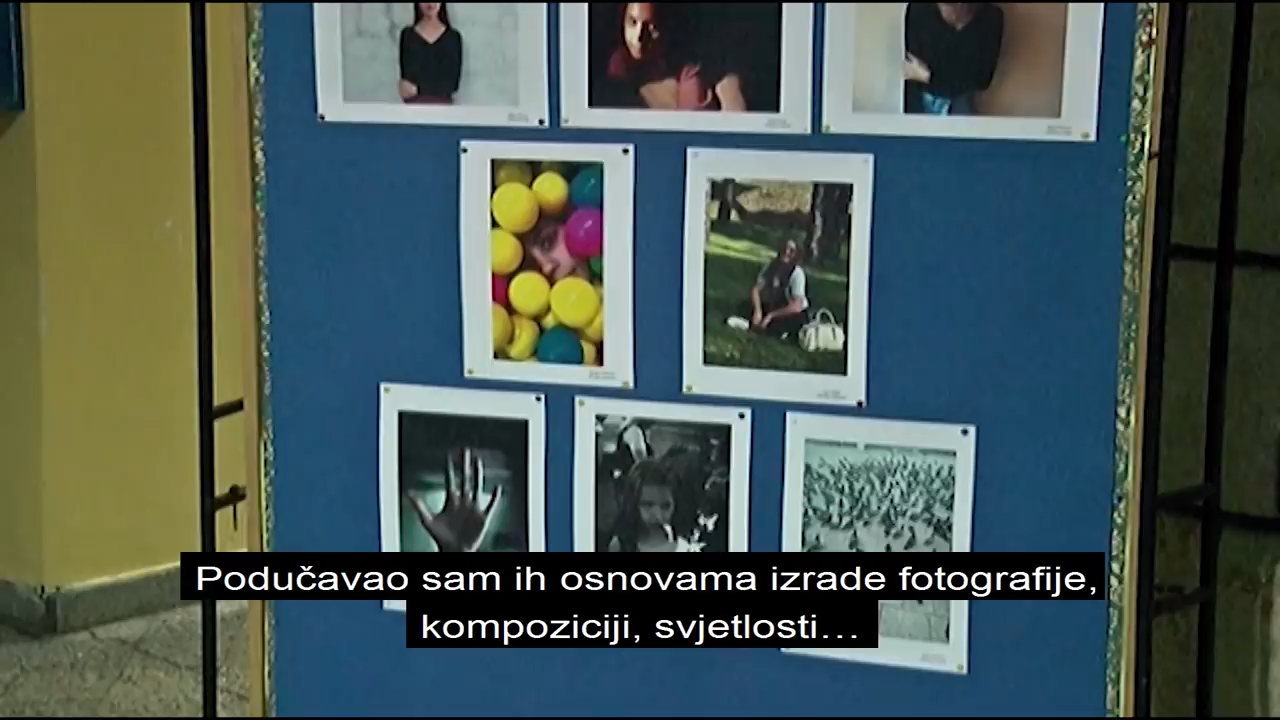 Podučavao sam ih osnovama izrade fotografije,
kompoziciji, svjetlosti...